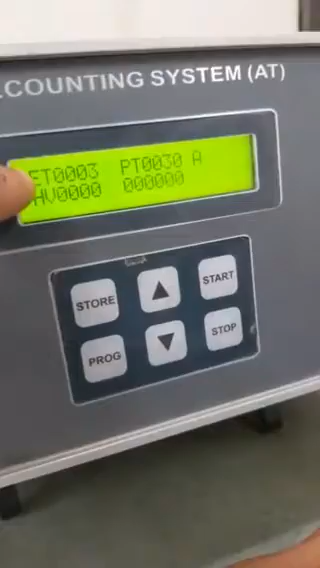 COUNTING SYSTEM (AT)
ET0003 PT0030 A
HV0000 000000
STORE
START
PROG
STOP